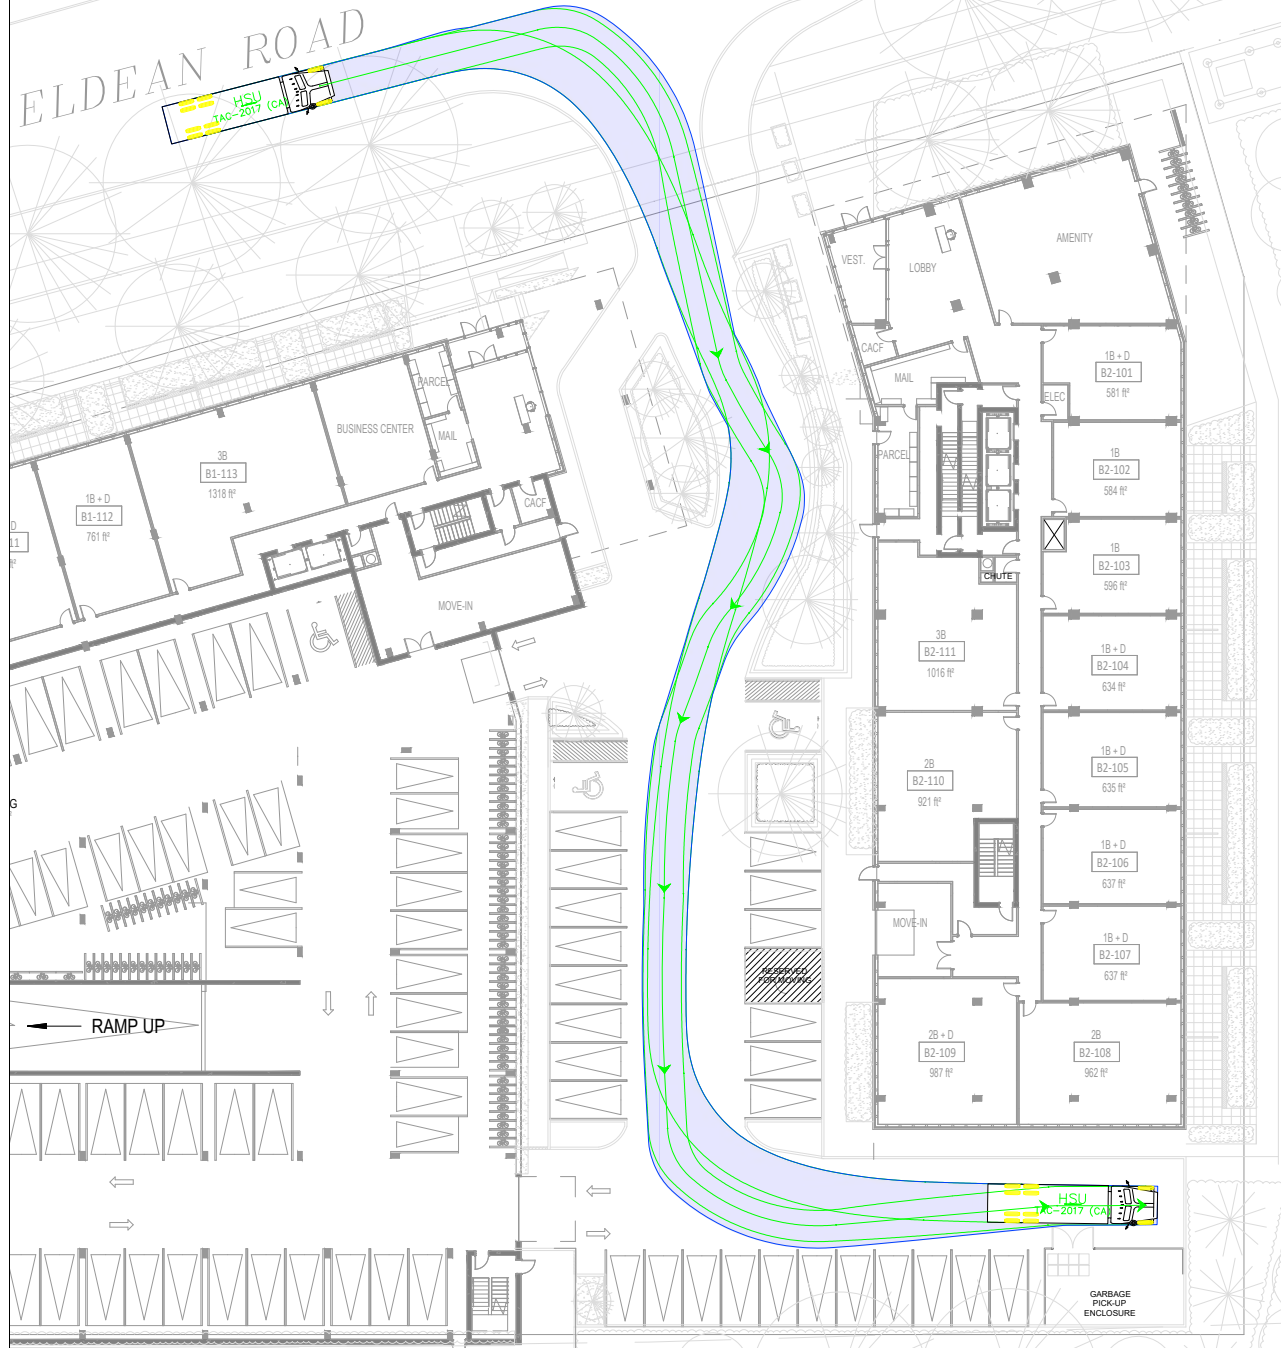 ELDEAN ROAD
HSU
TAC-2017 (CA)
AMENITY
VEST.
LOBBY
CACF
MAIL
1B + D
B2-101
581 ft²
ELEC
PARCEL
MAIL
BUSINESS CENTER
CACF
PARCEL
1B
B2-102
584 ft²
3B
B1-113
1318 ft²
1B + D
B1-112
761 ft²
D
11
1B
B2-103
596 ft²
CHUTE
MOVE-IN
3B
B2-111
1016 ft²
1B + D
B2-104
634 ft²
2B
B2-110
921 ft²
1B + D
B2-105
635 ft²
G
1B + D
B2-106
637 ft²
MOVE-IN
1B + D
B2-107
637 ft²
RESERVED
FOR MOVING
RAMP UP
2B + D
B2-109
987 ft²
2B
B2-108
962 ft²
HSU
TAC-2017 (CA)
GARBAGE
PICK-UP
ENCLOSURE